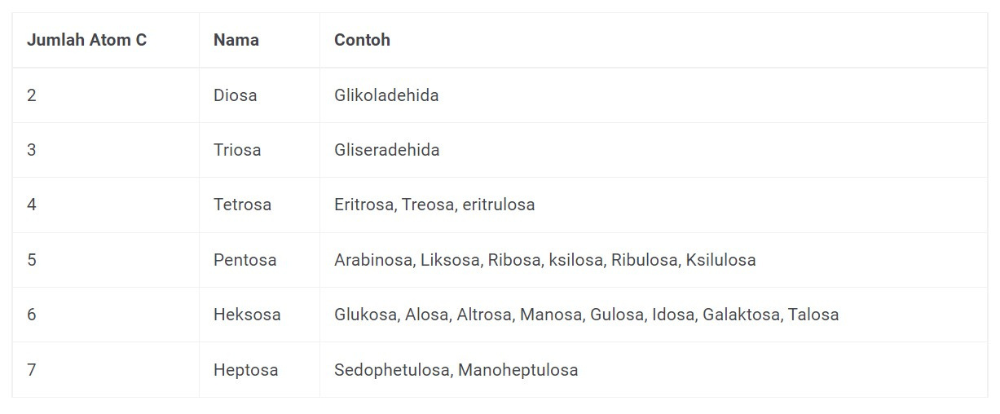 Jumlah Atom C Nama Contoh
2 Diosa Glikoladehida
3 Triosa Gliseradehida
4 Tetrosa Eritrosa, Treosa, eritrulosa
5 Pentosa Arabinosa, Liksosa, Ribosa, ksilosa, Ribulosa, Ksilulosa
6 Heksosa Glukosa, Alosa, Altrosa, Manosa, Gulosa, Idosa, Galaktosa, Talosa
7 Heptosa Sedophetulosa, Manoheptulosa